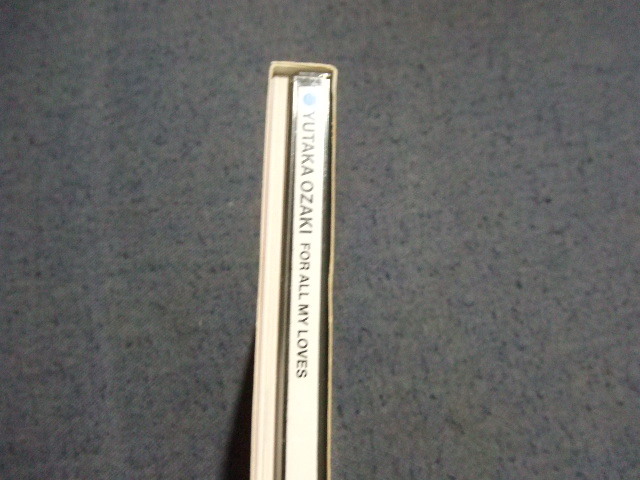 YUTAKA OZAKI FOR ALL MY LOVES